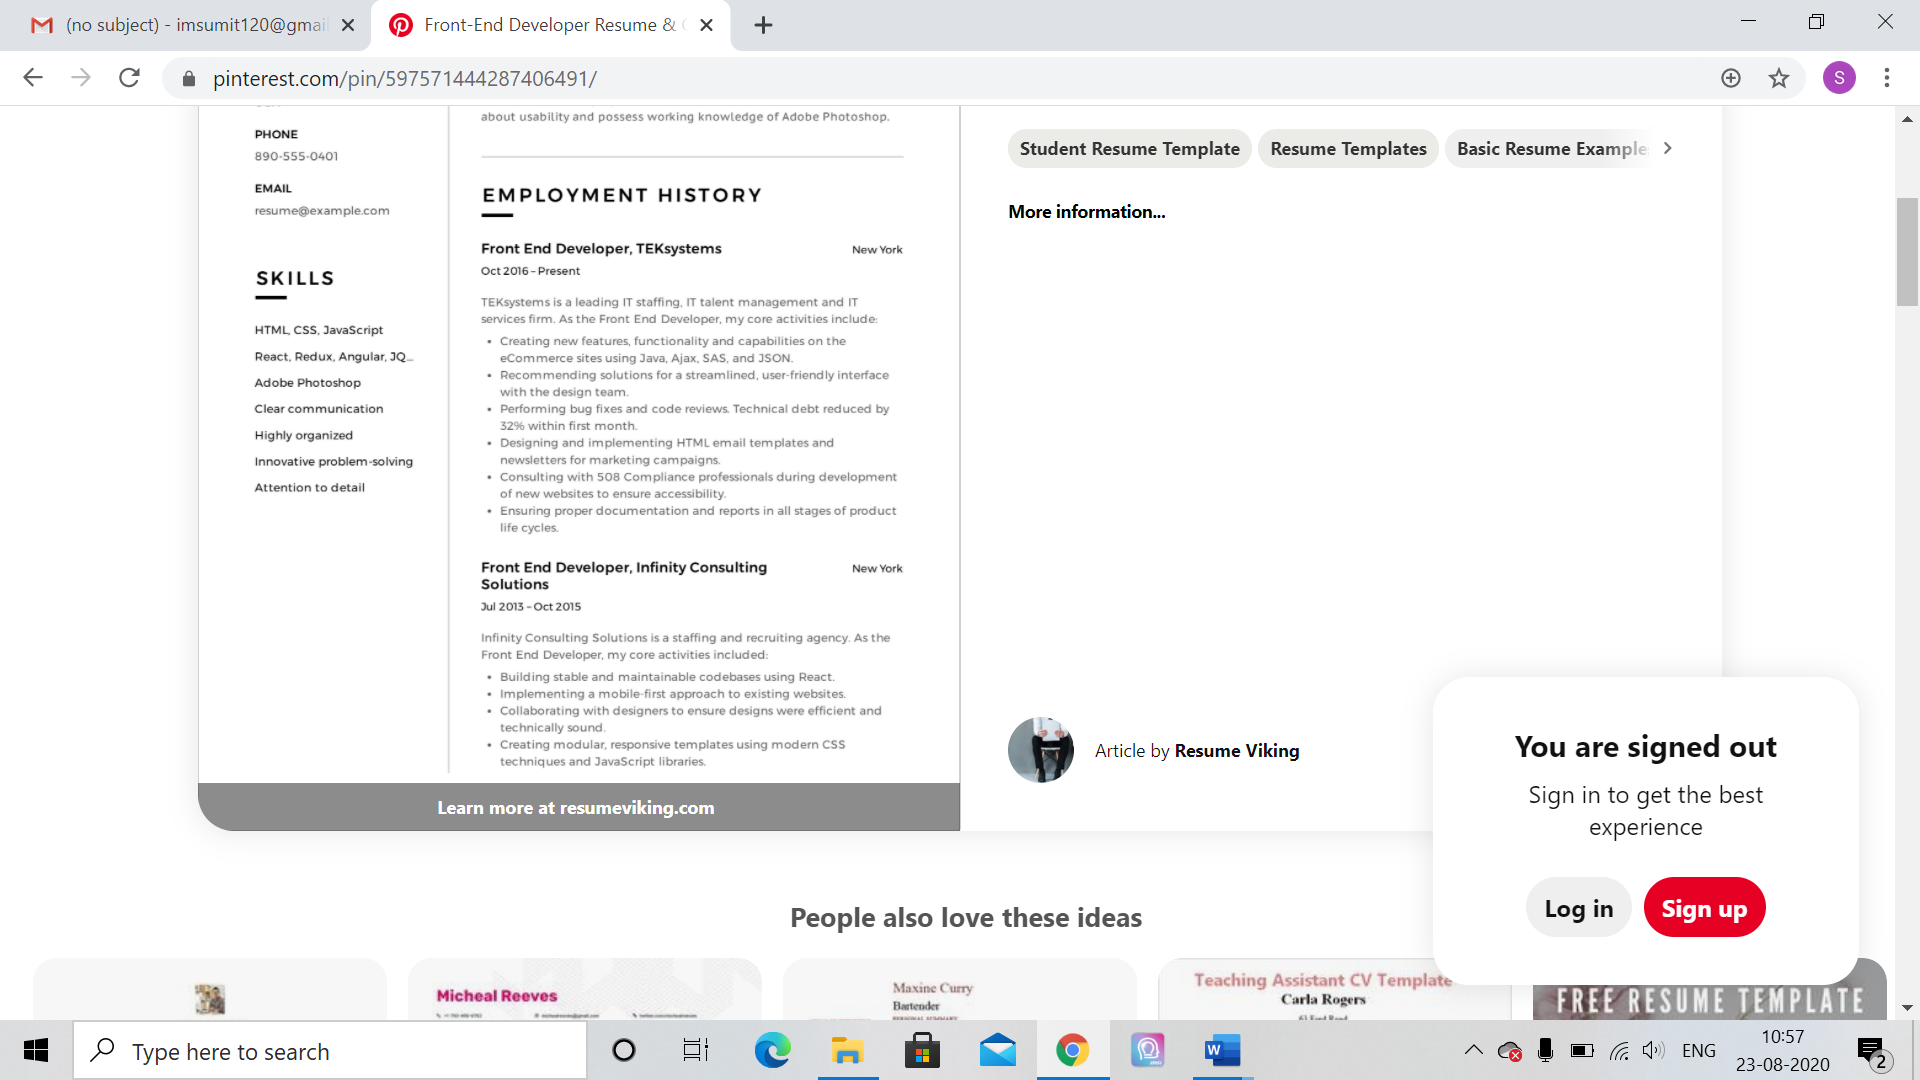 (no subject) - imsumit120@gmai
Front-End Developer Resume &
pinterest.com/pin/597571444287406491/
S
PHONE
890-555-0401
EMAIL
resume@example.com
SKILLS
HTML, CSS, JavaScript
React, Redux, Angular, JQ...
Adobe Photoshop
Clear communication
Highly organized
Innovative problem-solving
Attention to detail
about usability and possess working knowledge of Adobe Photoshop.
EMPLOYMENT HISTORY
Front End Developer, TEKsystems New York
Oct 2016 – Present
TEKsystems is a leading IT staffing, IT talent management and IT
services firm. As the Front End Developer, my core activities include:
• Creating new features, functionality and capabilities on the
eCommerce sites using Java, Ajax, SAS, and JSON.
• Recommending solutions for a streamlined, user-friendly interface
with the design team.
• Performing bug fixes and code reviews. Technical debt reduced by
32% within first month.
• Designing and implementing HTML email templates and
newsletters for marketing campaigns.
• Consulting with 508 Compliance professionals during development
of new websites to ensure accessibility.
• Ensuring proper documentation and reports in all stages of product
life cycles.
Front End Developer, Infinity Consulting New York
Solutions
Jul 2013 – Oct 2015
Infinity Consulting Solutions is a staffing and recruiting agency. As the
Front End Developer, my core activities included:
• Building stable and maintainable codebases using React.
• Implementing a mobile-first approach to existing websites.
• Collaborating with designers to ensure designs were efficient and
technically sound.
• Creating modular, responsive templates using modern CSS
techniques and JavaScript libraries.
Learn more at resumeviking.com
Student Resume Template Resume Templates Basic Resume Example
More information...
Article by Resume Viking
You are signed out
Sign in to get the best
experience
Log in Sign up
People also love these ideas
Micheal Reeves
Maxine Curry
Bartender
Teaching Assistant CV Template
Carla Rogers
FREE RESUME TEMPLATE
Type here to search
W
ENG
10:57
23-08-2020
2